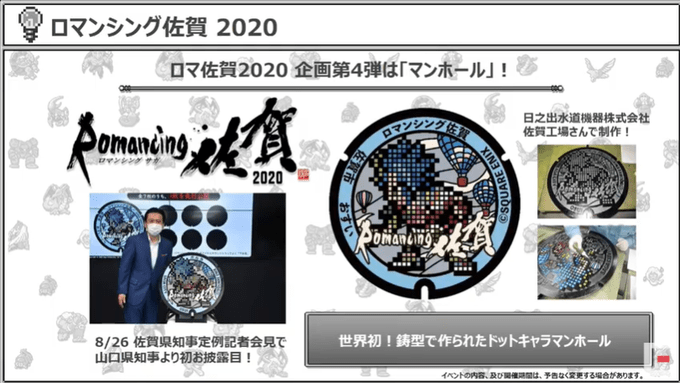 ロマンシング佐賀 2020
ロマ佐賀2020 企画第4弾は「マンホール」！
Romancing 佐賀
ロマンシング サガ
2020
8/26 佐賀県知事定例記者会見で
山口県知事より初お披露目！
ロマンシング佐賀
佐賀市
おすい
©SQUARE ENIX
Romancing 佐賀
日之出水道機器株式会社
佐賀工場さんで制作！
世界初！鋳型で作られたドットキャラマンホール
イベントの内容、及び開催期間は、予告なく変更する場合があります。